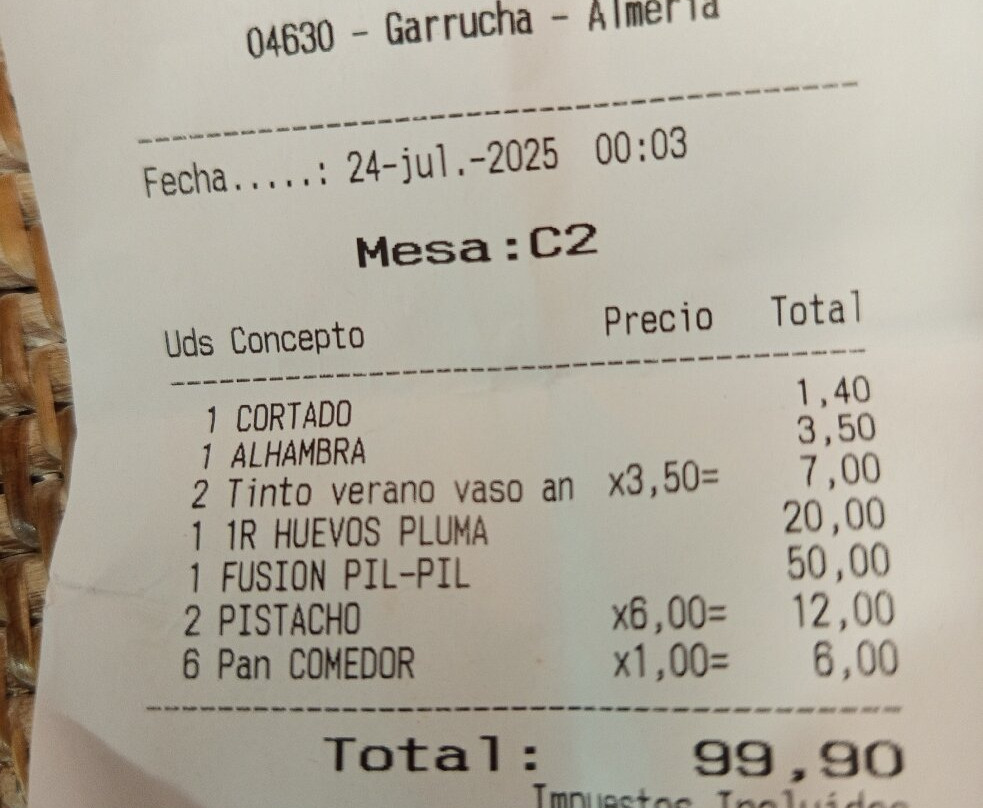 04630 - Garrucha - Almería
Fecha.....: 24-jul.-2025 00:03
Mesa:C2
Uds Concepto Precio Total
1 CORTADO 1,40
1 ALHAMBRA 3,50
2 Tinto verano vaso an x3,50= 7,00
1 1R HUEVOS PLUMA 20,00
1 FUSION PIL-PIL 50,00
2 PISTACHO x6,00= 12,00
6 Pan COMEDOR x1,00= 6,00
Total: 99,90
Impuestos Incluidos